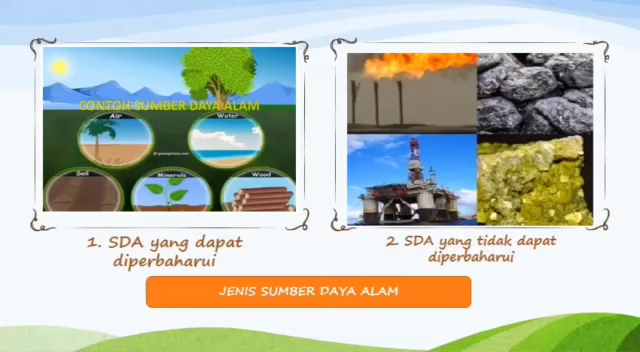 CONTOH SUMBER DAYA ALAM
Air
Water
Soil
Minerals
Wood
1. SDA yang dapat
diperbaharui
2. SDA yang tidak dapat
diperbaharui
JENIS SUMBER DAYA ALAM